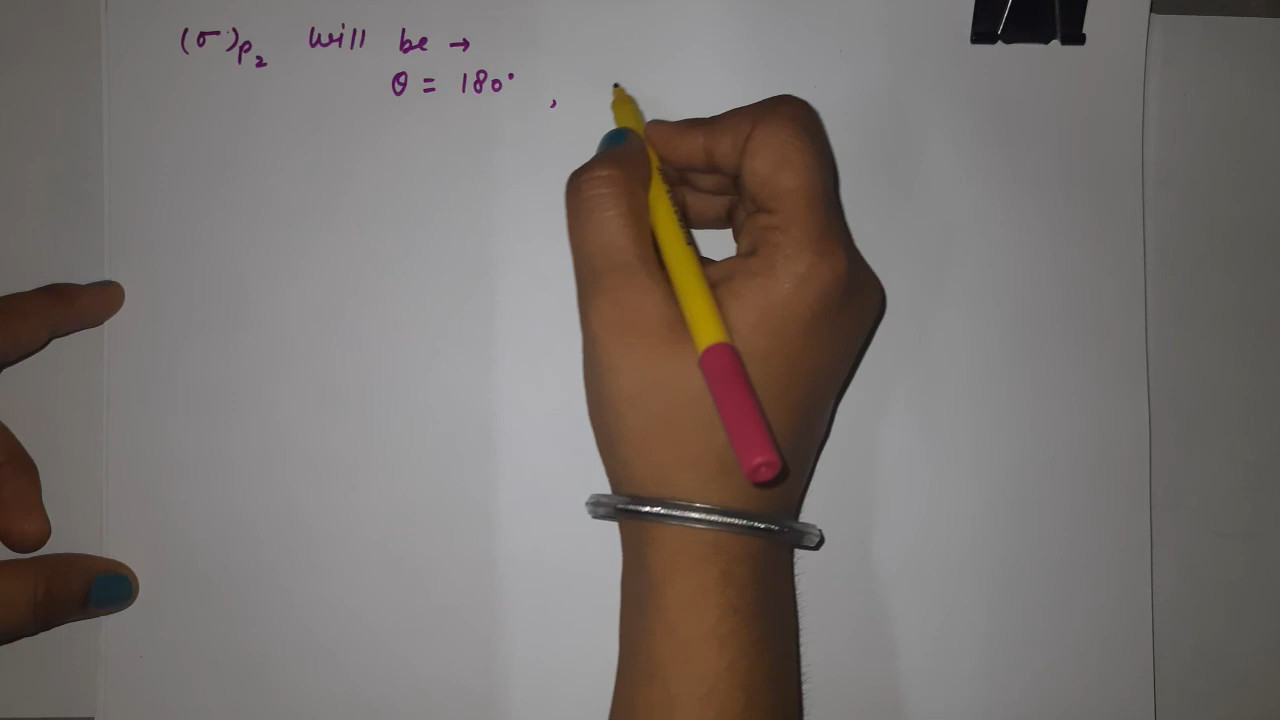 (σ)p₂ will be →
θ = 180° ,